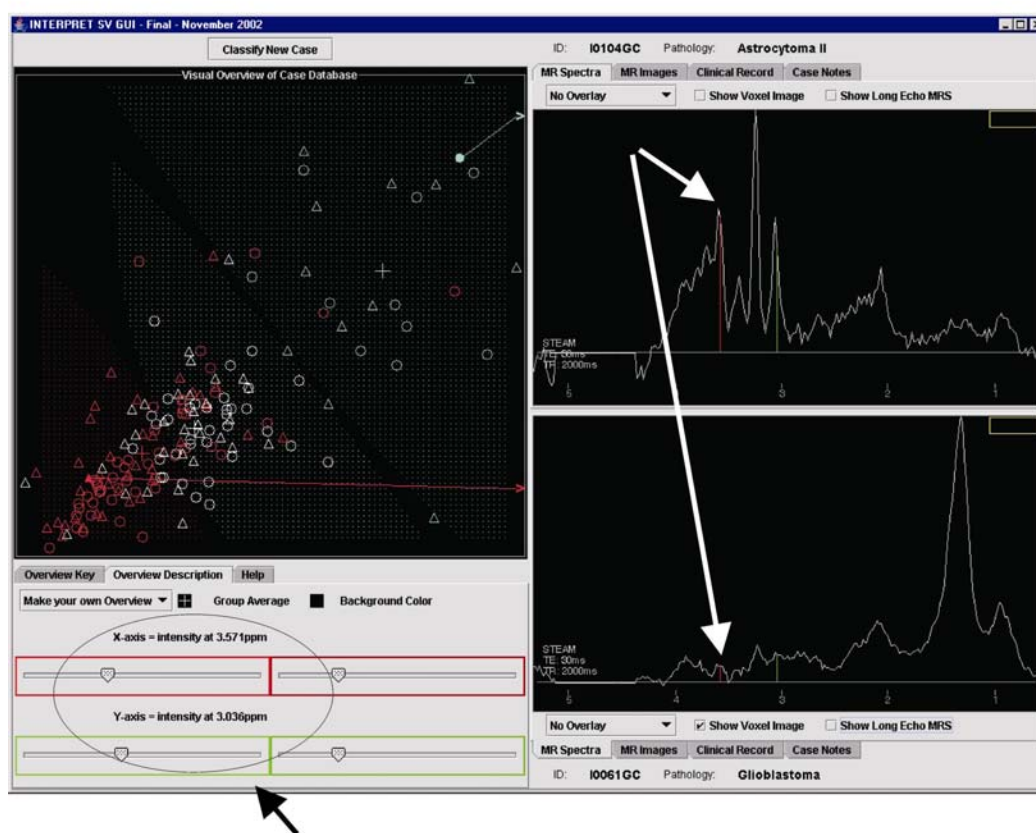 INTERPRET SV GUI - Final - November 2002
Classify New Case
Visual Overview of Case Database
Overview Key Overview Description Help
Make your own Overview Group Average Background Color
X-axis = intensity at 3.571ppm
Y-axis = intensity at 3.036ppm
ID: I0104GC Pathology: Astrocytoma II
MR Spectra MR Images Clinical Record Case Notes
No Overlay Show Voxel Image Show Long Echo MRS
STEAM
TE: 30ms
TR: 2000ms
5 4 3 2 1
STEAM
TE: 30ms
TR: 2000ms
5 4 3 2 1
No Overlay Show Voxel Image Show Long Echo MRS
MR Spectra MR Images Clinical Record Case Notes
ID: I0061GC Pathology: Glioblastoma